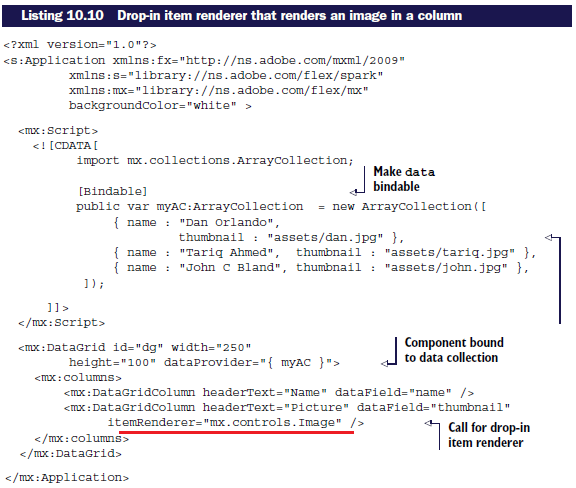 Listing 10.10 Drop-in item renderer that renders an image in a column
<?xml version="1.0"?>
<s:Application xmlns:fx="http://ns.adobe.com/mxml/2009"
xmlns:s="library://ns.adobe.com/flex/spark"
xmlns:mx="library://ns.adobe.com/flex/mx"
backgroundColor="white" >
<mx:Script>
<![CDATA[
import mx.collections.ArrayCollection;
Make data
bindable
[Bindable]
public var myAC:ArrayCollection = new ArrayCollection([
{ name : "Dan Orlando",
thumbnail : "assets/dan.jpg" },
{ name : "Tariq Ahmed", thumbnail : "assets/tariq.jpg" },
{ name : "John C Bland", thumbnail : "assets/john.jpg" },
]);
]]>
</mx:Script>
<mx:DataGrid id="dg" width="250"
height="100" dataProvider="{ myAC }">
Component bound
to data collection
<mx:columns>
<mx:DataGridColumn headerText="Name" dataField="name" />
<mx:DataGridColumn headerText="Picture" dataField="thumbnail"
itemRenderer="mx.controls.Image" />
Call for drop-in
item renderer
</mx:columns>
</mx:DataGrid>
</mx:Application>